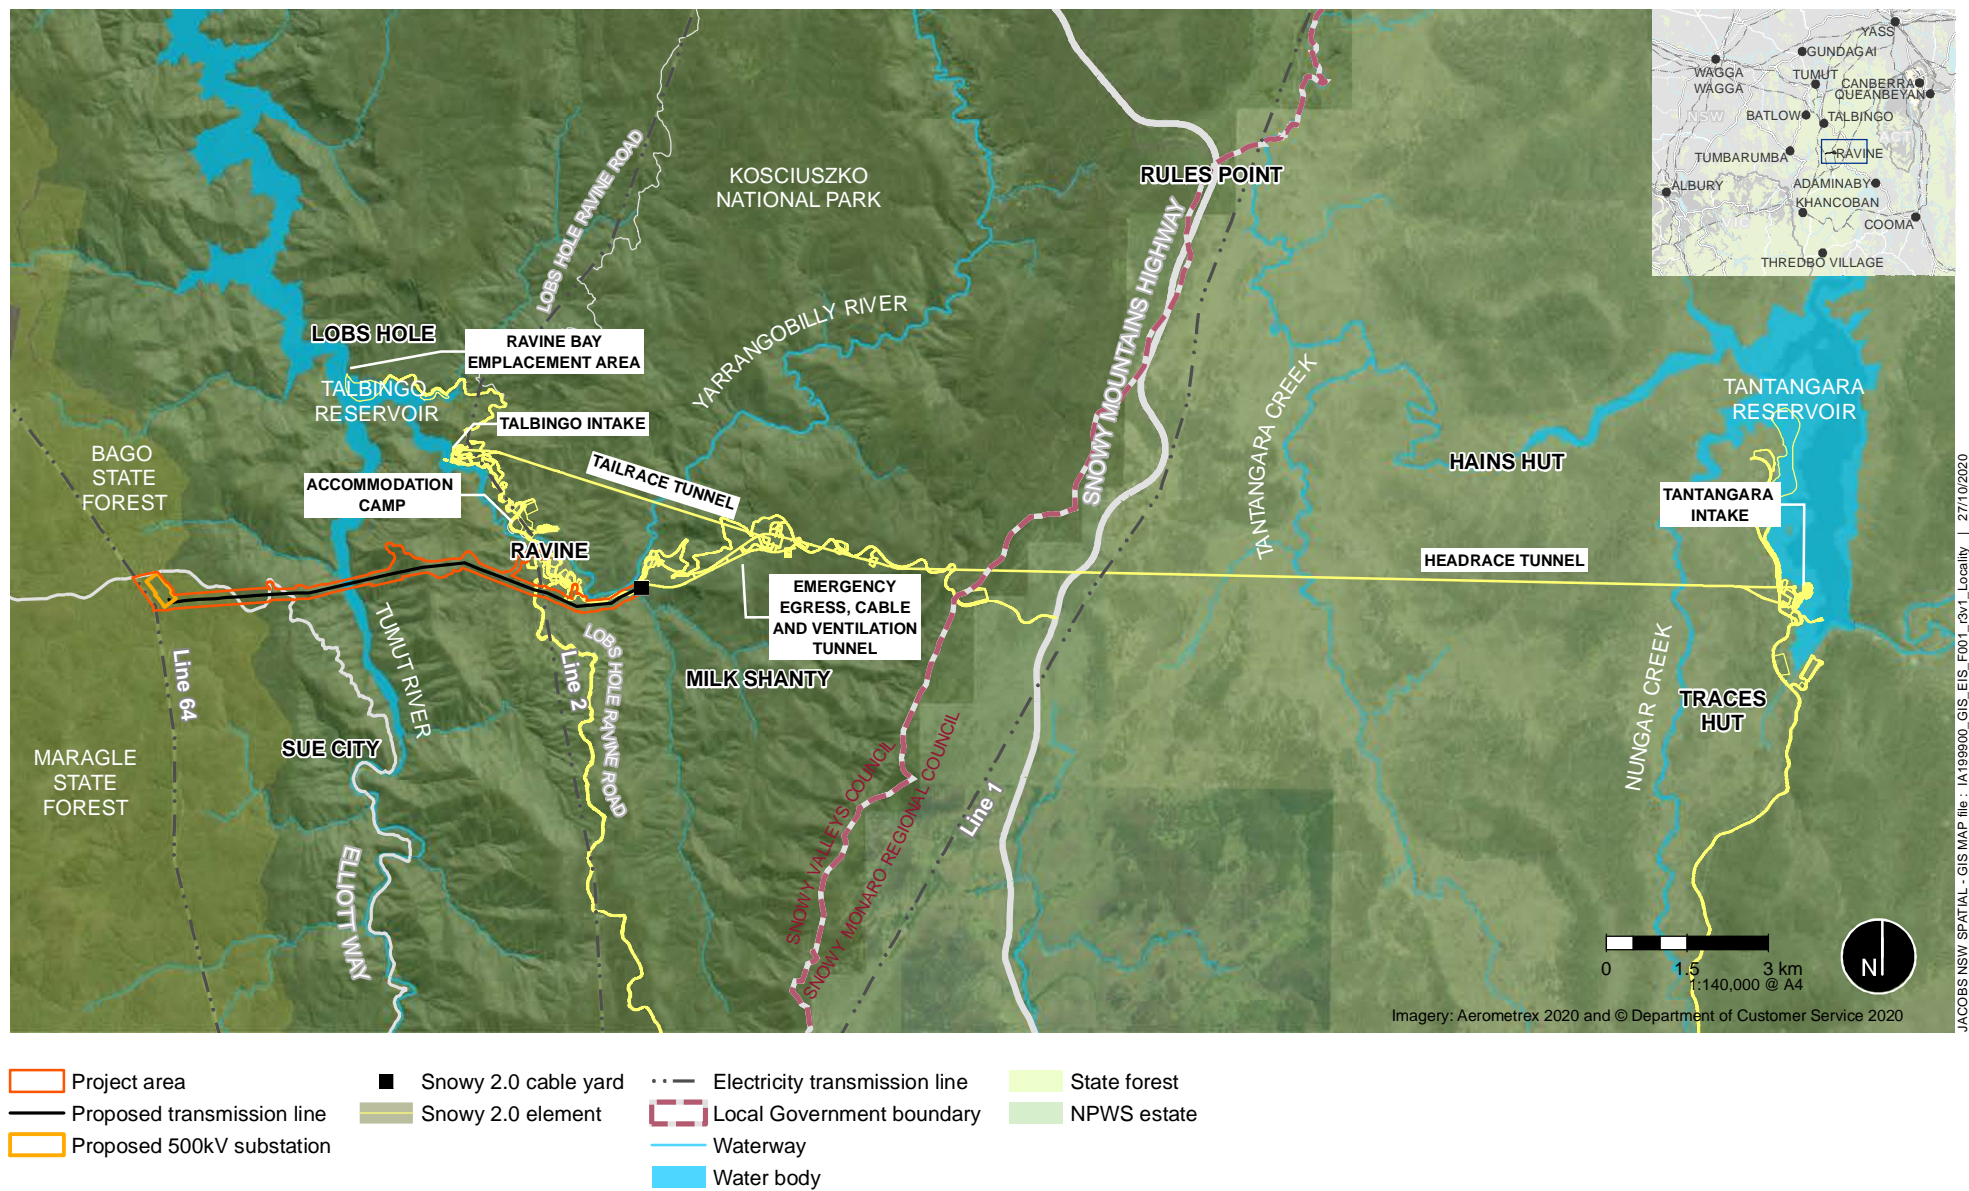 YASS
GUNDAGAI
WAGGA
WAGGA
TUMUT
CANBERRA
QUEANBEYAN
NSW
BATLOW
TALBINGO
ACT
TUMBARUMBA
RAVINE
ALBURY
ADAMINABY
KHANCOBAN
COOMA
THREDBO VILLAGE
LOBS HOLE RAVINE ROAD
KOSCIUSZKO
NATIONAL PARK
RULES POINT
SNOWY MOUNTAINS HIGHWAY
YARRANGOBILLY RIVER
LOBS HOLE
RAVINE BAY
EMPLACEMENT AREA
TALBINGO
RESERVOIR
TALBINGO INTAKE
TAILRACE TUNNEL
TANTANGARA CREEK
TANTANGARA
RESERVOIR
HAINS HUT
BAGO
STATE
FOREST
ACCOMMODATION
CAMP
TANTANGARA
INTAKE
RAVINE
HEADRACE TUNNEL
EMERGENCY
EGRESS, CABLE
AND VENTILATION
TUNNEL
TUMUT RIVER
Line 64
Line 2
LOBS HOLE RAVINE ROAD
MILK SHANTY
NUNGAR CREEK
TRACES
HUT
SUE CITY
MARAGLE
STATE
FOREST
SNOWY VALLEYS COUNCIL
SNOWY MONARO REGIONAL COUNCIL
Line 1
ELLIOTT WAY
0 1.5 3 km
1:140,000 @ A4
N
Imagery: Aerometrex 2020 and © Department of Customer Service 2020
JACOBS NSW SPATIAL - GIS MAP file : IA199900_GIS_EIS_F001_r3v1_Locality | 27/10/2020
Project area
Proposed transmission line
Proposed 500kV substation
Snowy 2.0 cable yard
Snowy 2.0 element
Electricity transmission line
Local Government boundary
Waterway
Water body
State forest
NPWS estate